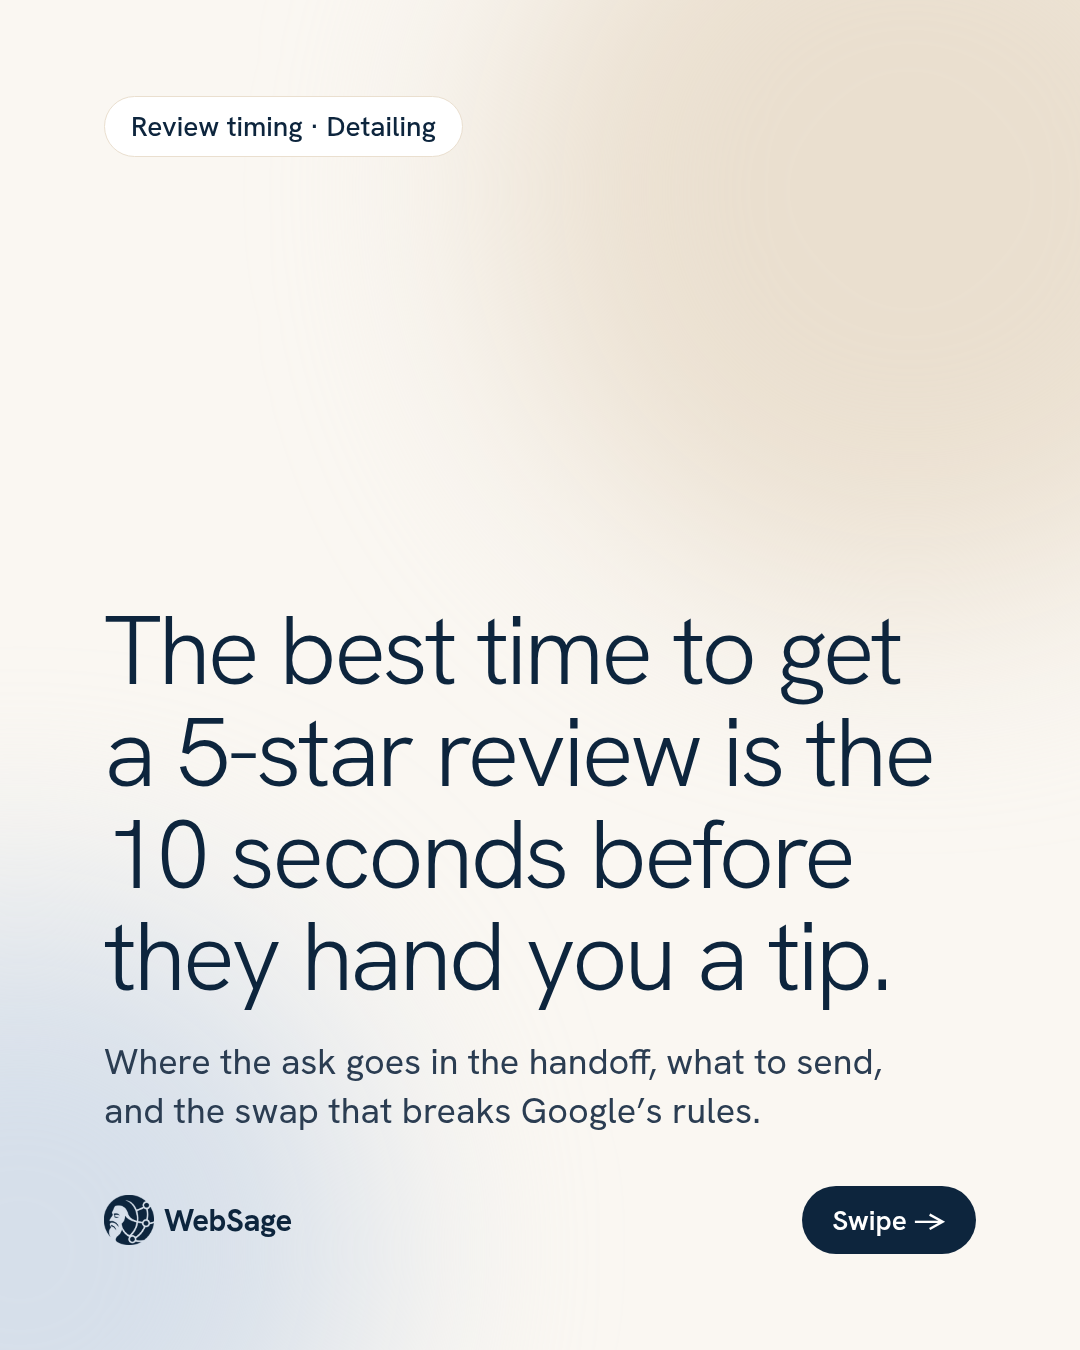 Review timing · Detailing
The best time to get
a 5-star review is the
10 seconds before
they hand you a tip.
Where the ask goes in the handoff, what to send,
and the swap that breaks Google’s rules.
WebSage
Swipe →